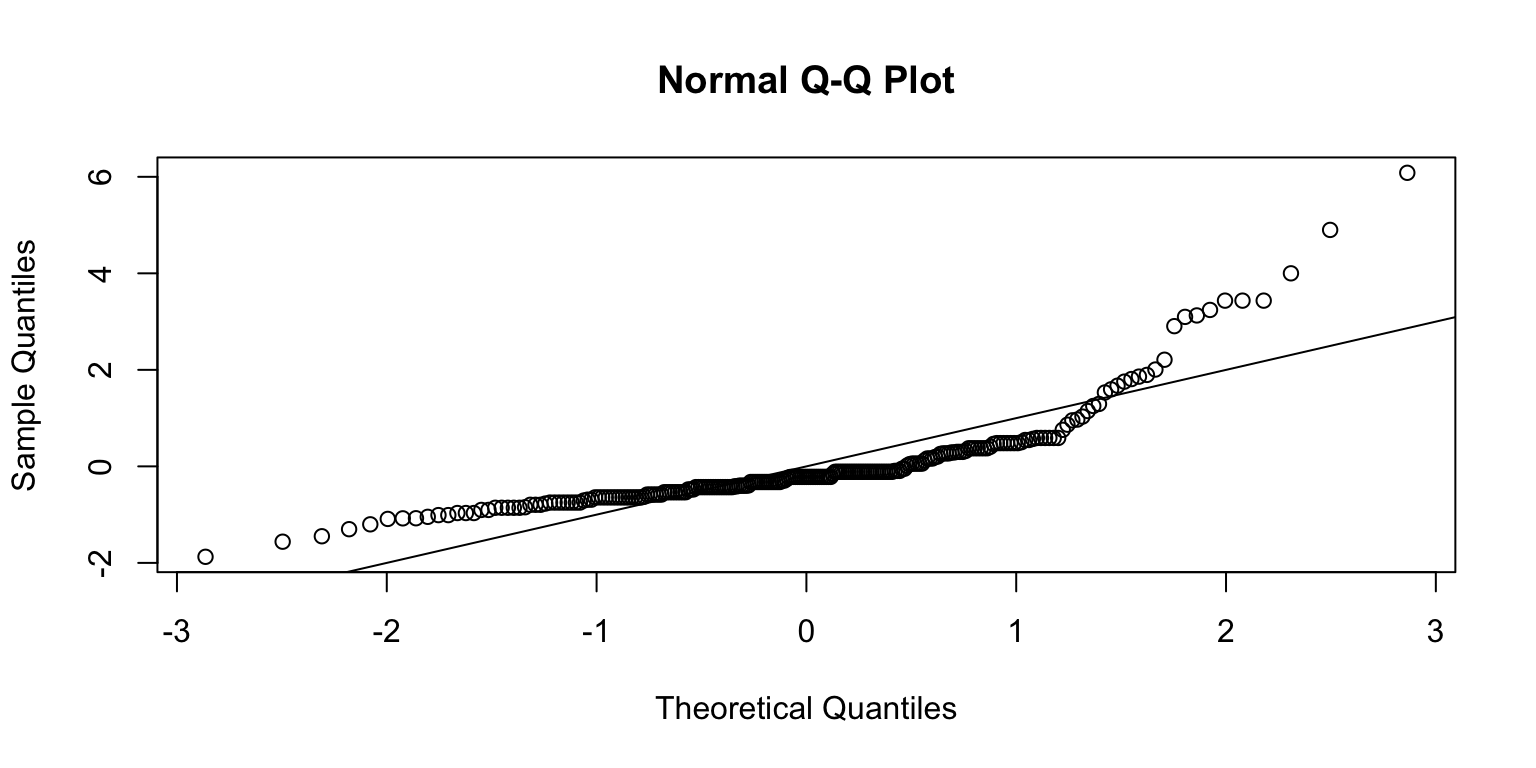 Normal Q-Q Plot
Sample Quantiles
6
4
2
0
-2
-3 -2 -1 0 1 2 3
Theoretical Quantiles